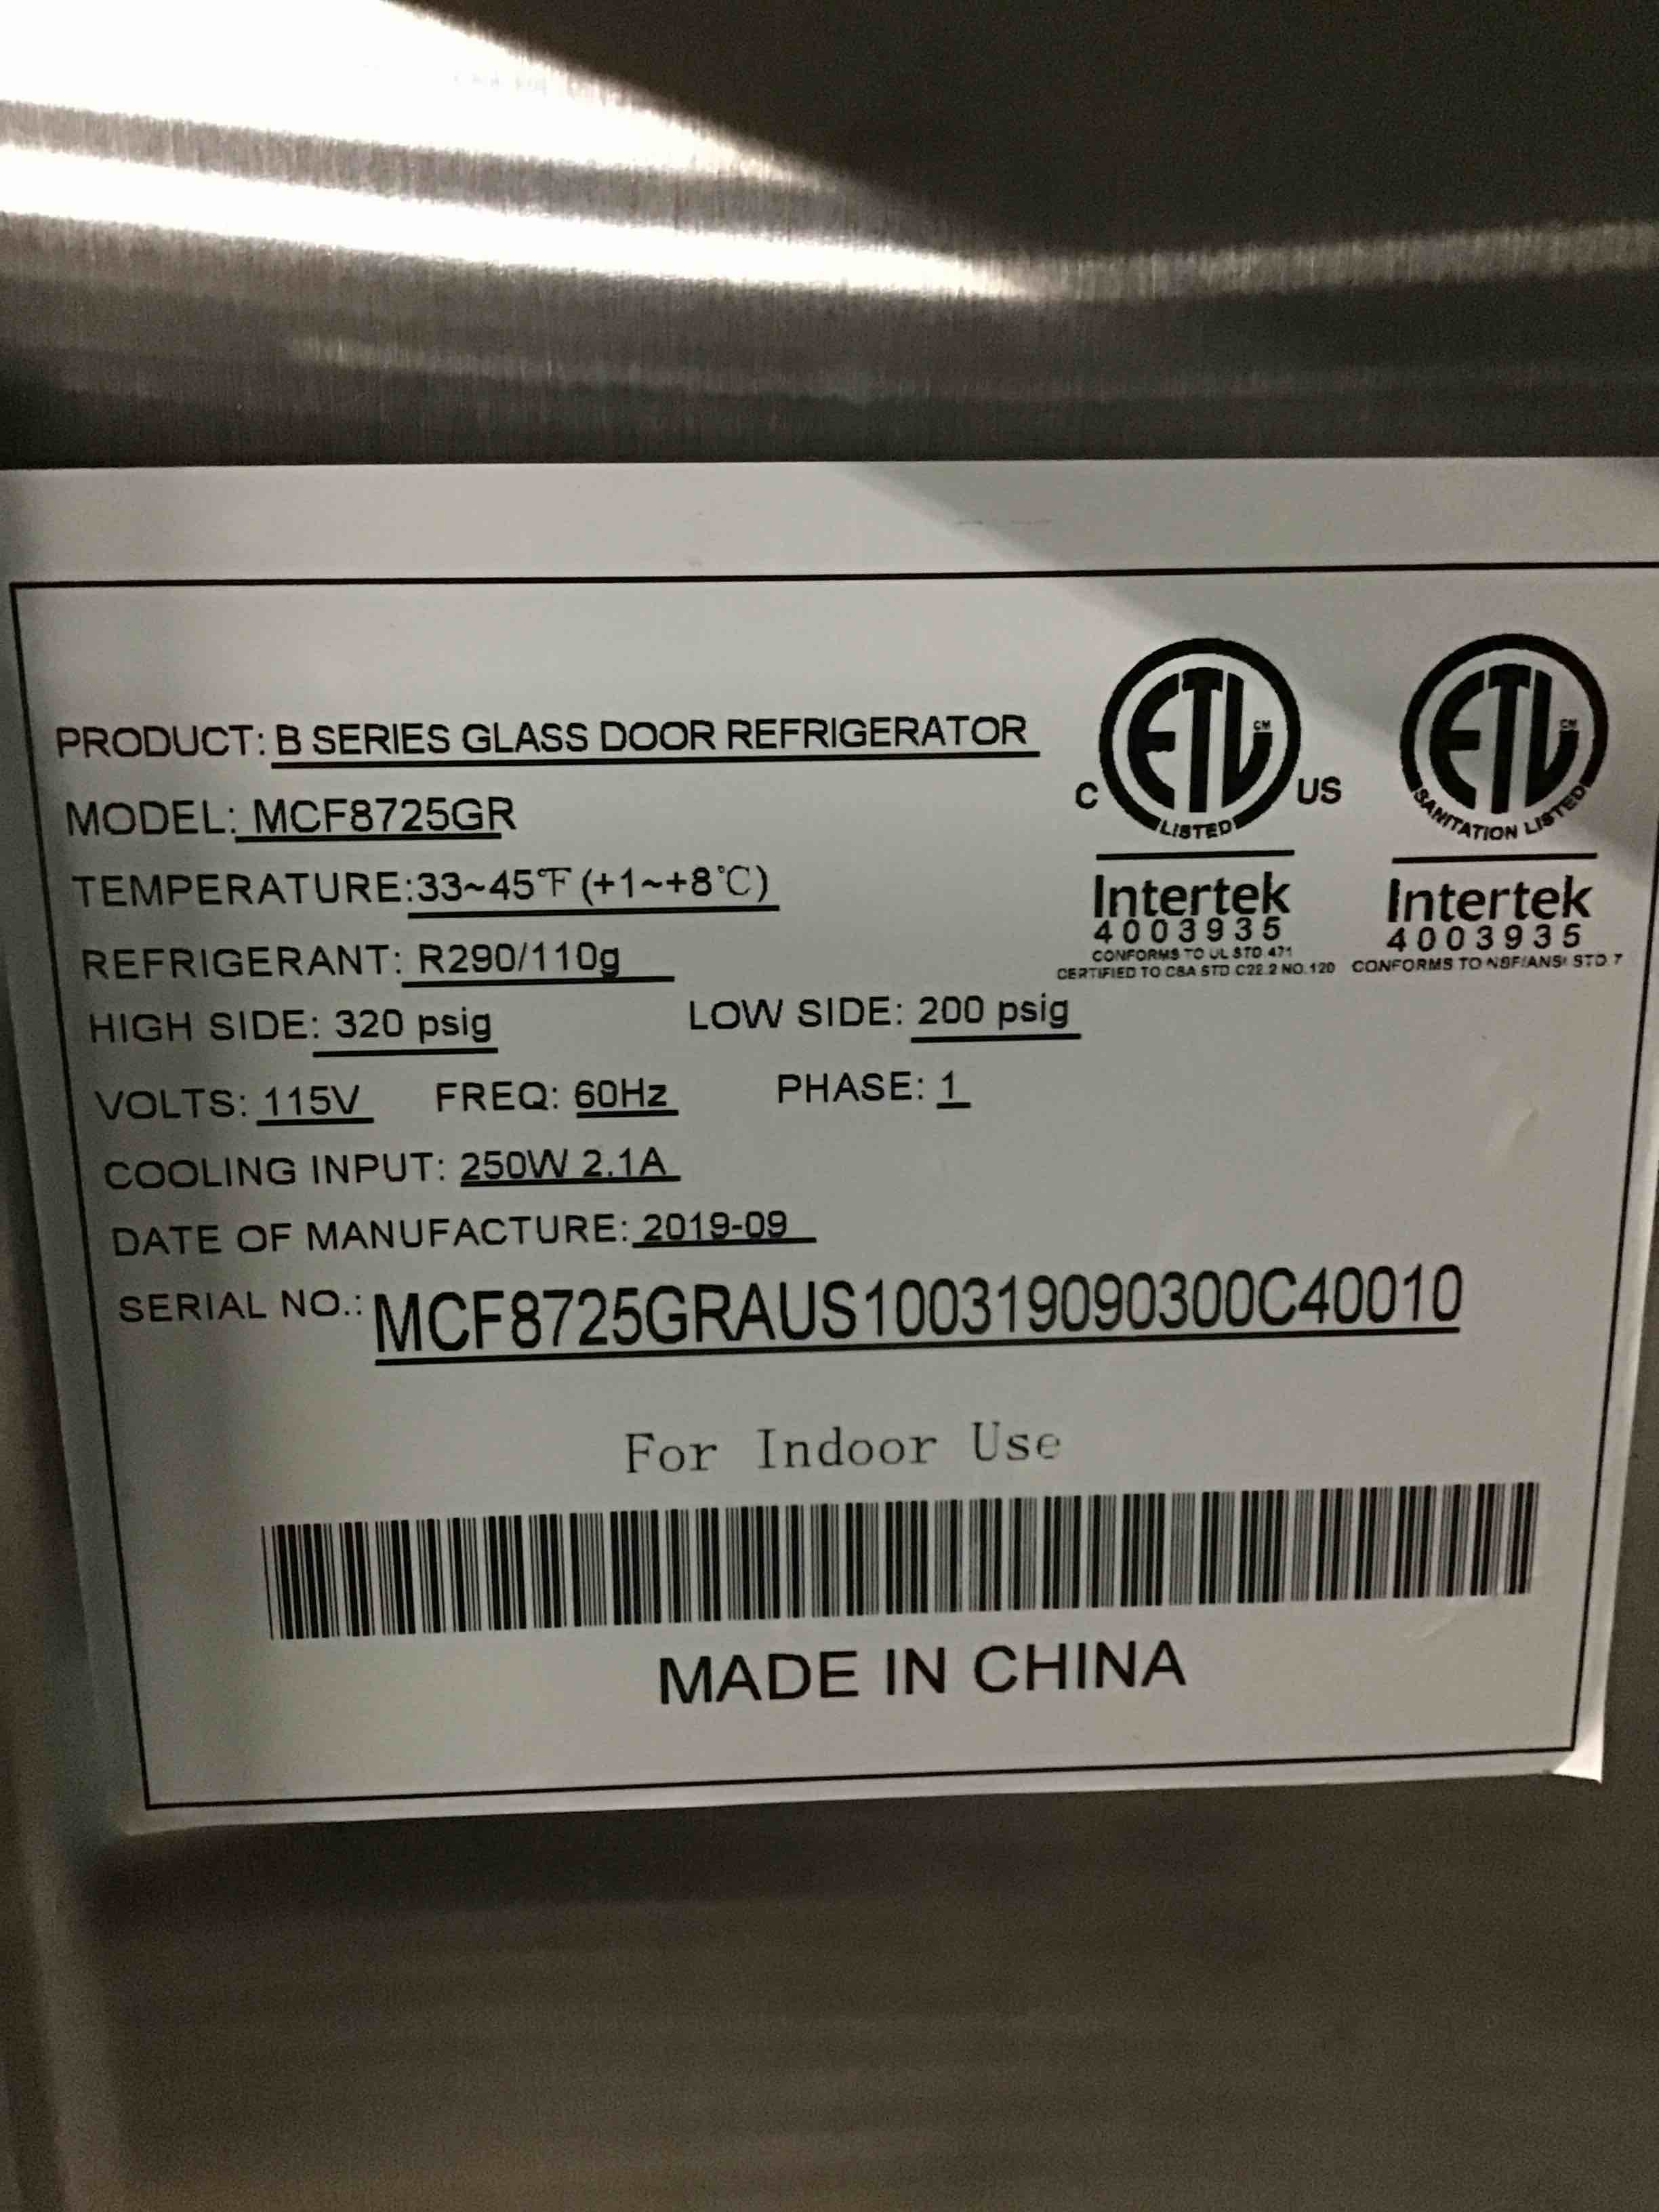 PRODUCT: B SERIES GLASS DOOR REFRIGERATOR
MODEL: MCF8725GR
TEMPERATURE:33~45℉ (+1~+8℃)
REFRIGERANT: R290/110g
HIGH SIDE: 320 psig LOW SIDE: 200 psig
VOLTS: 115V FREQ: 60Hz PHASE: 1
COOLING INPUT: 250W 2.1A
DATE OF MANUFACTURE: 2019-09
SERIAL NO.: MCF8725GRAUS100319090300C40010
ETL CM
C US
LISTED
Intertek
4003935
CONFORMS TO UL STD 471
CERTIFIED TO CSA STD C22.2 NO.120
ETL CM
SANITATION LISTED
Intertek
4003935
CONFORMS TO NSF/ANSI STD 7
For Indoor Use
MADE IN CHINA